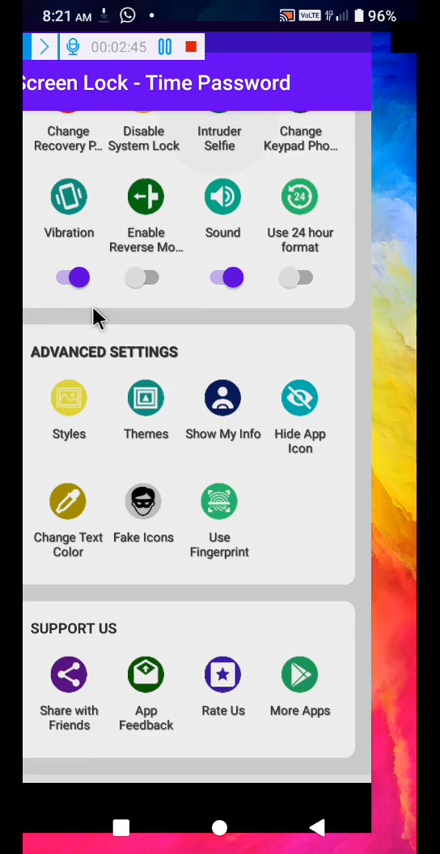 8:21 AM
VoLTE
96%
00:02:45
Screen Lock - Time Password
Change Recovery P...
Disable System Lock
Intruder Selfie
Change Keypad Pho...
Vibration
Enable Reverse Mo...
Sound
24
Use 24 hour format
ADVANCED SETTINGS
Styles
Themes
Show My Info
Hide App Icon
Change Text Color
Fake Icons
Use Fingerprint
SUPPORT US
Share with Friends
App Feedback
Rate Us
More Apps